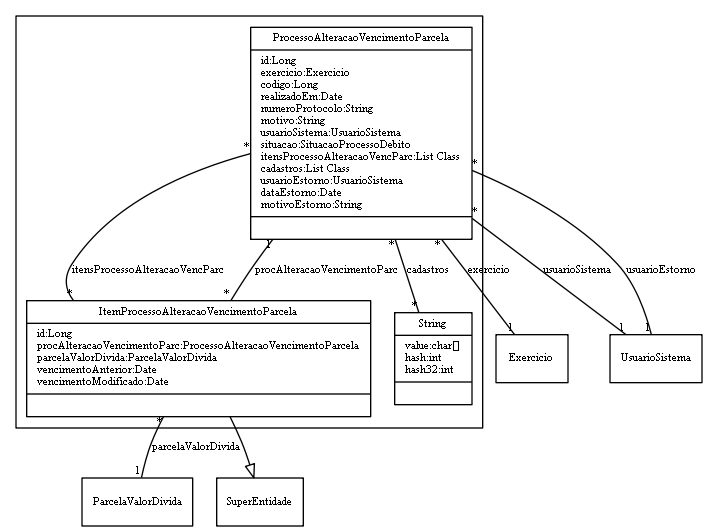 ProcessoAlteracaoVencimentoParcela
id:Long
exercicio:Exercicio
codigo:Long
realizadoEm:Date
numeroProtocolo:String
motivo:String
usuarioSistema:UsuarioSistema
situacao:SituacaoProcessoDebito
itensProcessoAlteracaoVencParc:List Class
cadastros:List Class
usuarioEstorno:UsuarioSistema
dataEstorno:Date
motivoEstorno:String
* * *
1 * *
itensProcessoAlteracaoVencParc procAlteracaoVencimentoParc cadastros exercicio usuarioSistema usuarioEstorno
* * * 1 1 1
ItemProcessoAlteracaoVencimentoParcela
id:Long
procAlteracaoVencimentoParc:ProcessoAlteracaoVencimentoParcela
parcelaValorDivida:ParcelaValorDivida
vencimentoAnterior:Date
vencimentoModificado:Date
String
value:char[]
hash:int
hash32:int
Exercicio
UsuarioSistema
*
parcelaValorDivida
1
ParcelaValorDivida
SuperEntidade